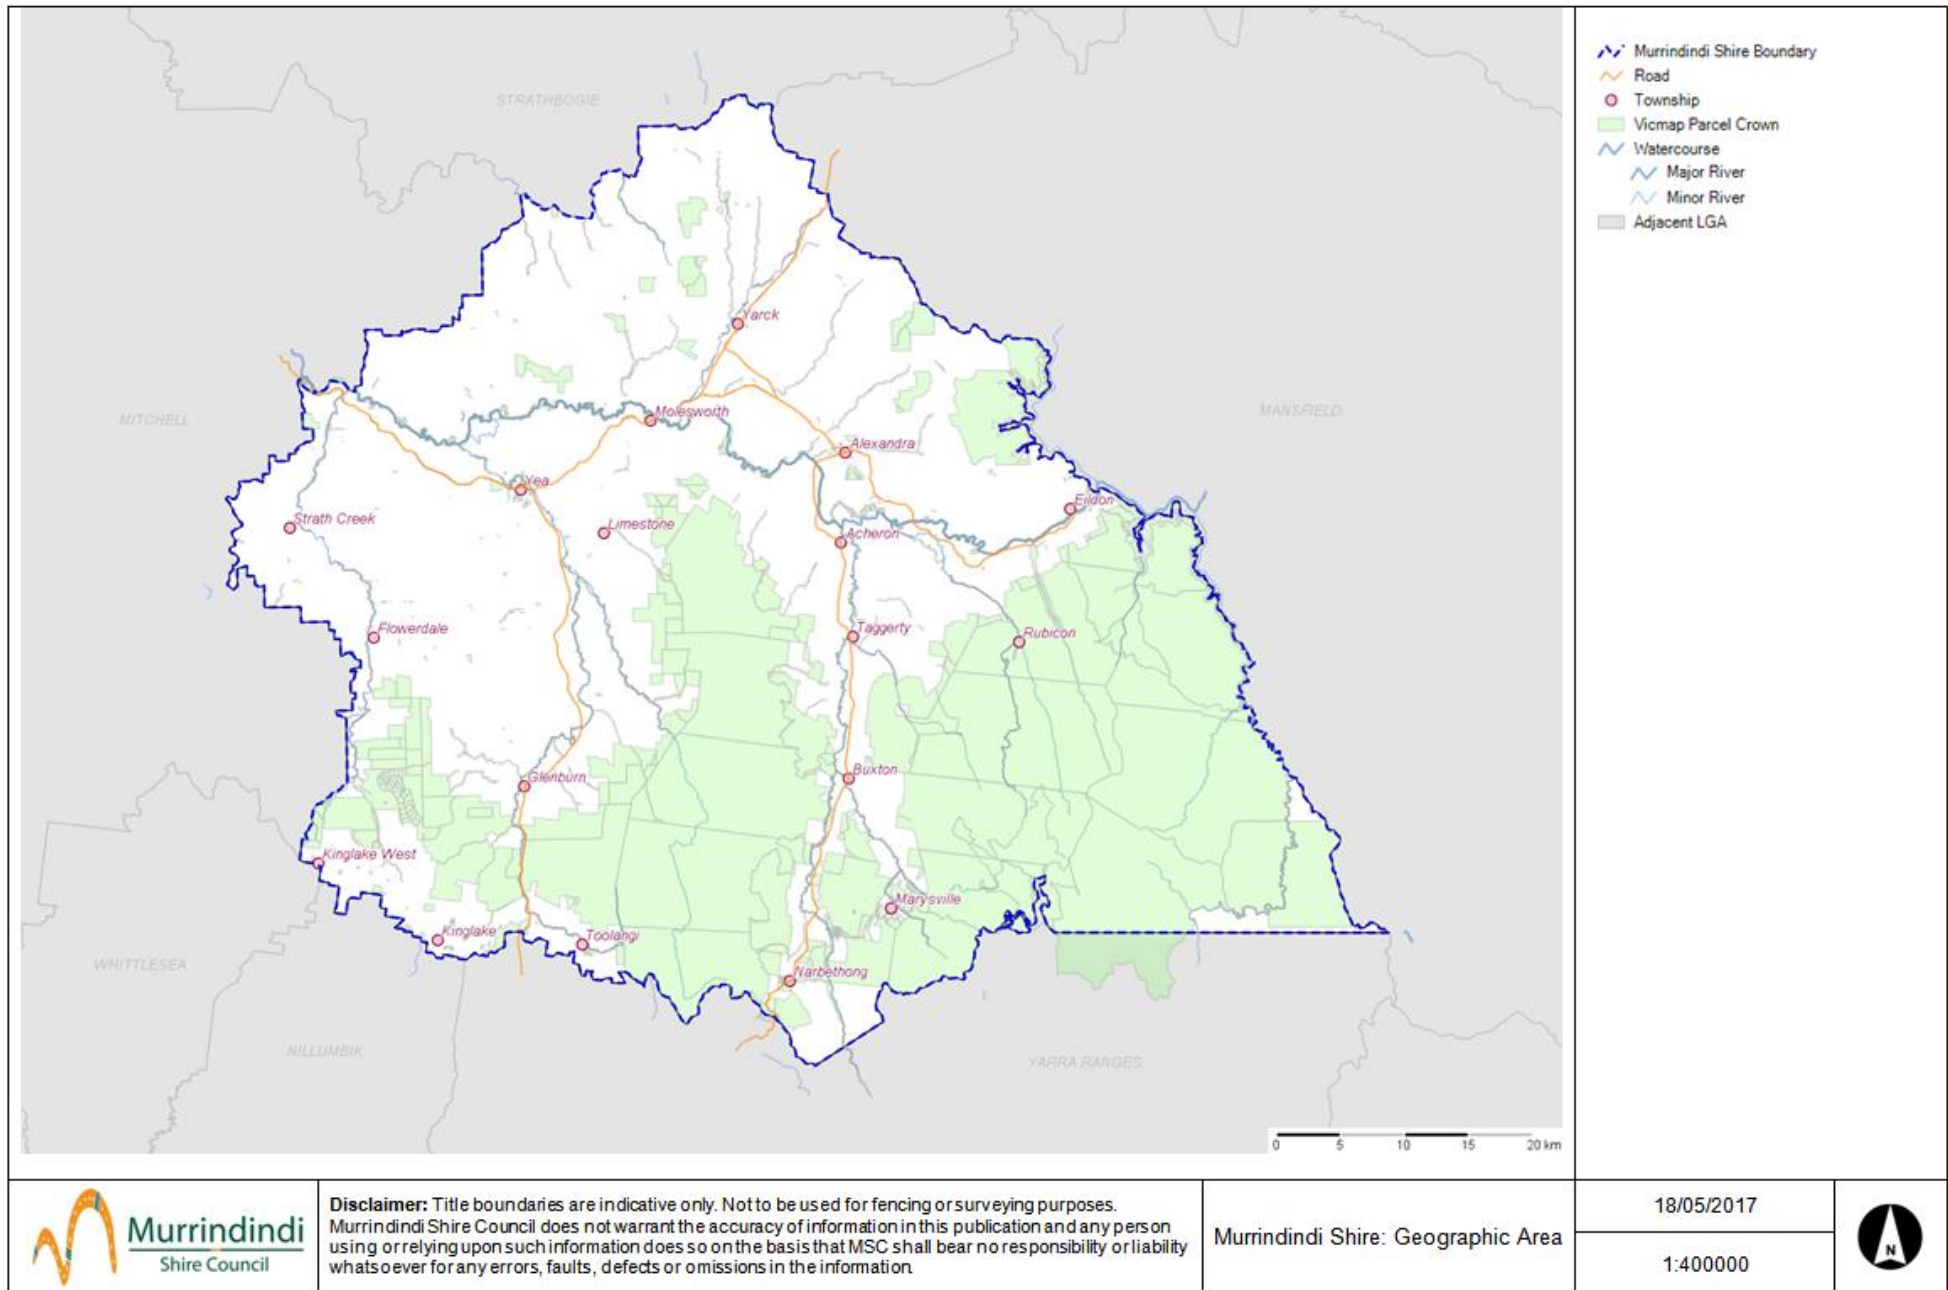 STRATHBOGIE
MITCHELL
MANSFIELD
WHITTLESEA
NILLUMBIK
YARRA RANGES
Yarck
Molesworth
Alexandra
Yea
Eildon
Strath Creek
Limestone
Acheron
Flowerdale
Taggerty
Rubicon
Buxton
Glenburn
Kinglake West
Marysville
Kinglake
Toolangi
Narbethong
0 5 10 15 20 km
Murrindindi Shire Boundary
Road
Township
Vicmap Parcel Crown
Watercourse
Major River
Minor River
Adjacent LGA
Murrindindi
Shire Council
Disclaimer: Title boundaries are indicative only. Not to be used for fencing or surveying purposes.
Murrindindi Shire Council does not warrant the accuracy of information in this publication and any person
using or relying upon such information does so on the basis that MSC shall bear no responsibility or liability
whatsoever for any errors, faults, defects or omissions in the information.
Murrindindi Shire: Geographic Area
18/05/2017
1:400000
N